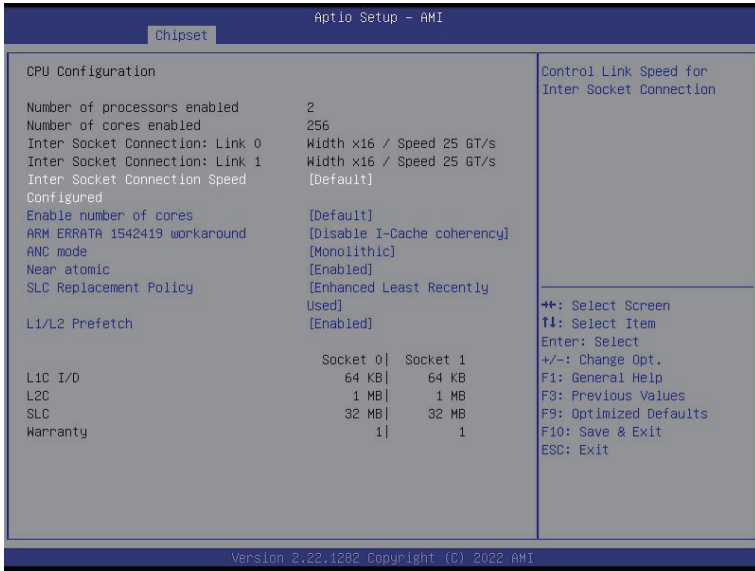 Aptio Setup – AMI
Chipset
CPU Configuration
Number of processors enabled 2
Number of cores enabled 256
Inter Socket Connection: Link 0 Width x16 / Speed 25 GT/s
Inter Socket Connection: Link 1 Width x16 / Speed 25 GT/s
Inter Socket Connection Speed [Default]
Configured
Enable number of cores [Default]
ARM ERRATA 1542419 workaround [Disable I-Cache coherency]
ANC mode [Monolithic]
Near atomic [Enabled]
SLC Replacement Policy [Enhanced Least Recently
Used]
L1/L2 Prefetch [Enabled]
Socket 0| Socket 1
L1C I/D 64 KB| 64 KB
L2C 1 MB| 1 MB
SLC 32 MB| 32 MB
Warranty 1| 1
Control Link Speed for
Inter Socket Connection
→←: Select Screen
↑↓: Select Item
Enter: Select
+/-: Change Opt.
F1: General Help
F3: Previous Values
F9: Optimized Defaults
F10: Save & Exit
ESC: Exit
Version 2.22.1282 Copyright (C) 2022 AMI